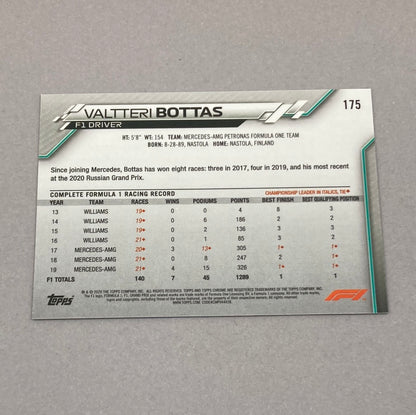 VALTTERI BOTTAS 175
F1 DRIVER
HT: 5'8" WT: 154 TEAM: MERCEDES-AMG PETRONAS FORMULA ONE TEAM
BORN: 8-28-89, NASTOLA HOME: NASTOLA, FINLAND
Since joining Mercedes, Bottas has won eight races: three in 2017, four in 2019, and his most recent
at the 2020 Russian Grand Prix.
COMPLETE FORMULA 1 RACING RECORD CHAMPIONSHIP LEADER IN ITALICS, TIE♦
YEAR TEAM RACES WINS PODIUMS POINTS BEST FINISH BEST QUALIFYING POSITION
13 WILLIAMS 19♦ 0 0 4 8 3
14 WILLIAMS 19♦ 0 6 186 2 2
15 WILLIAMS 19♦ 0 2 136 3 3
16 WILLIAMS 21♦ 0 1 85 3 2
17 MERCEDES-AMG 20♦ 3 13♦ 305 1♦ 1♦
18 MERCEDES-AMG 21♦ 0 8 247 2 1♦
19 MERCEDES-AMG 21♦ 4 15 326 1♦ 1♦
F1 TOTALS 140 7 45 1289 1 1
Topps
F1